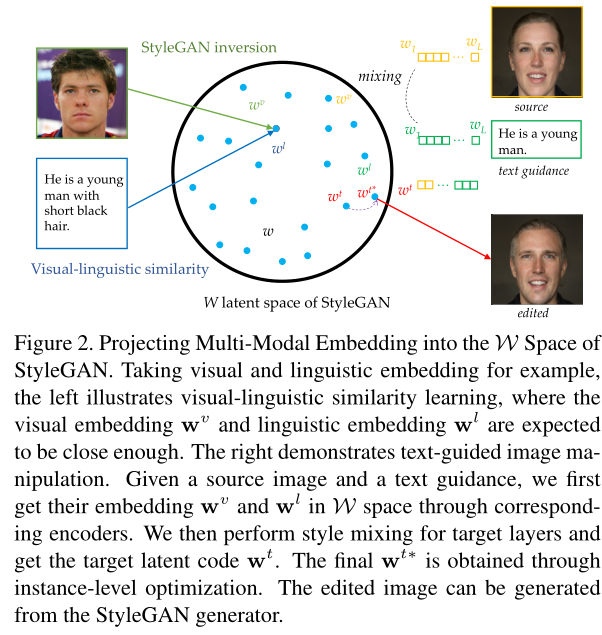 StyleGAN inversion
He is a young
man with
short black
hair.
Visual-linguistic similarity
w^v
w^l
w^v
w^l
w^t
w^{t*}
w
W latent space of StyleGAN
mixing
w_1 ... w_L
source
w_L
He is a young
man.
text guidance
w^t ...
edited
Figure 2. Projecting Multi-Modal Embedding into the W Space of
StyleGAN. Taking visual and linguistic embedding for example,
the left illustrates visual-linguistic similarity learning, where the
visual embedding w^v and linguistic embedding w^l are expected
to be close enough. The right demonstrates text-guided image ma-
nipulation. Given a source image and a text guidance, we first
get their embedding w^v and w^l in W space through correspond-
ing encoders. We then perform style mixing for target layers and
get the target latent code w^t. The final w^{t*} is obtained through
instance-level optimization. The edited image can be generated
from the StyleGAN generator.